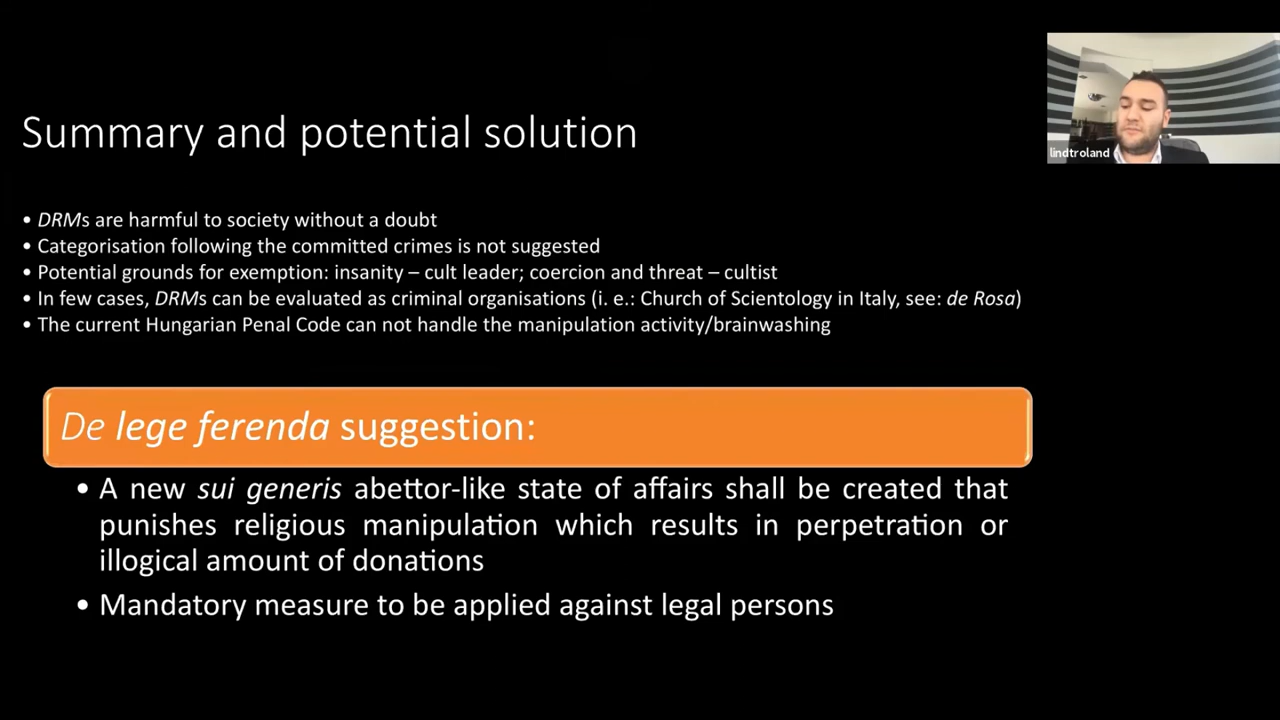 Summary and potential solution
lindtroland
• DRMs are harmful to society without a doubt
• Categorisation following the committed crimes is not suggested
• Potential grounds for exemption: insanity – cult leader; coercion and threat – cultist
• In few cases, DRMs can be evaluated as criminal organisations (i. e.: Church of Scientology in Italy, see: de Rosa)
• The current Hungarian Penal Code can not handle the manipulation activity/brainwashing
De lege ferenda suggestion:
• A new sui generis abettor-like state of affairs shall be created that
punishes religious manipulation which results in perpetration or
illogical amount of donations
• Mandatory measure to be applied against legal persons